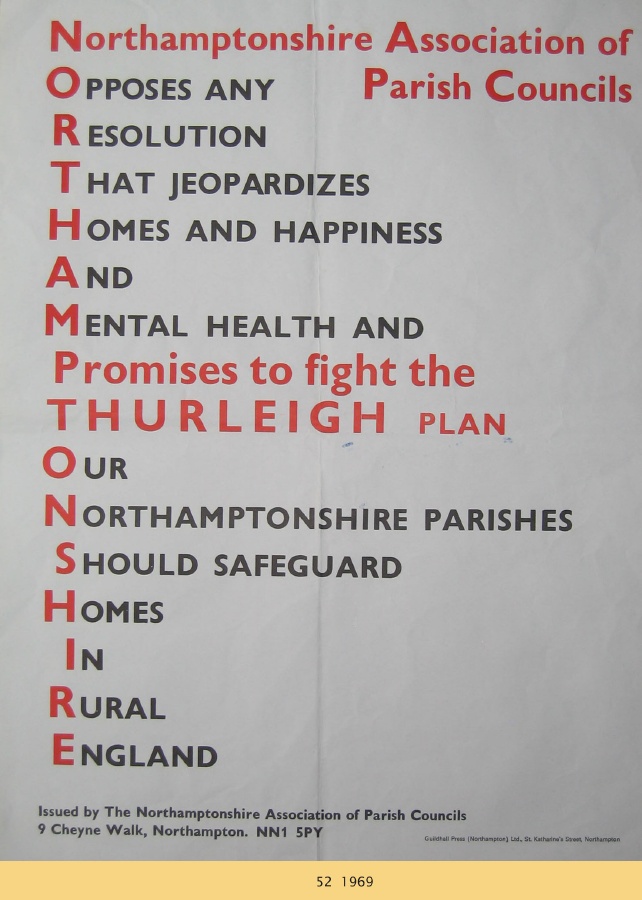 Northamptonshire Association of
OPPOSES ANY Parish Councils
RESOLUTION
THAT JEOPARDIZES
HOMES AND HAPPINESS
AND
MENTAL HEALTH AND
Promises to fight the
THURLEIGH PLAN
OUR
NORTHAMPTONSHIRE PARISHES
SHOULD SAFEGUARD
HOMES
IN
RURAL
ENGLAND
Issued by The Northamptonshire Association of Parish Councils
9 Cheyne Walk, Northampton. NN1 5PY
Guildhall Press (Northampton) Ltd., St. Katharine's Street, Northampton
52 1969